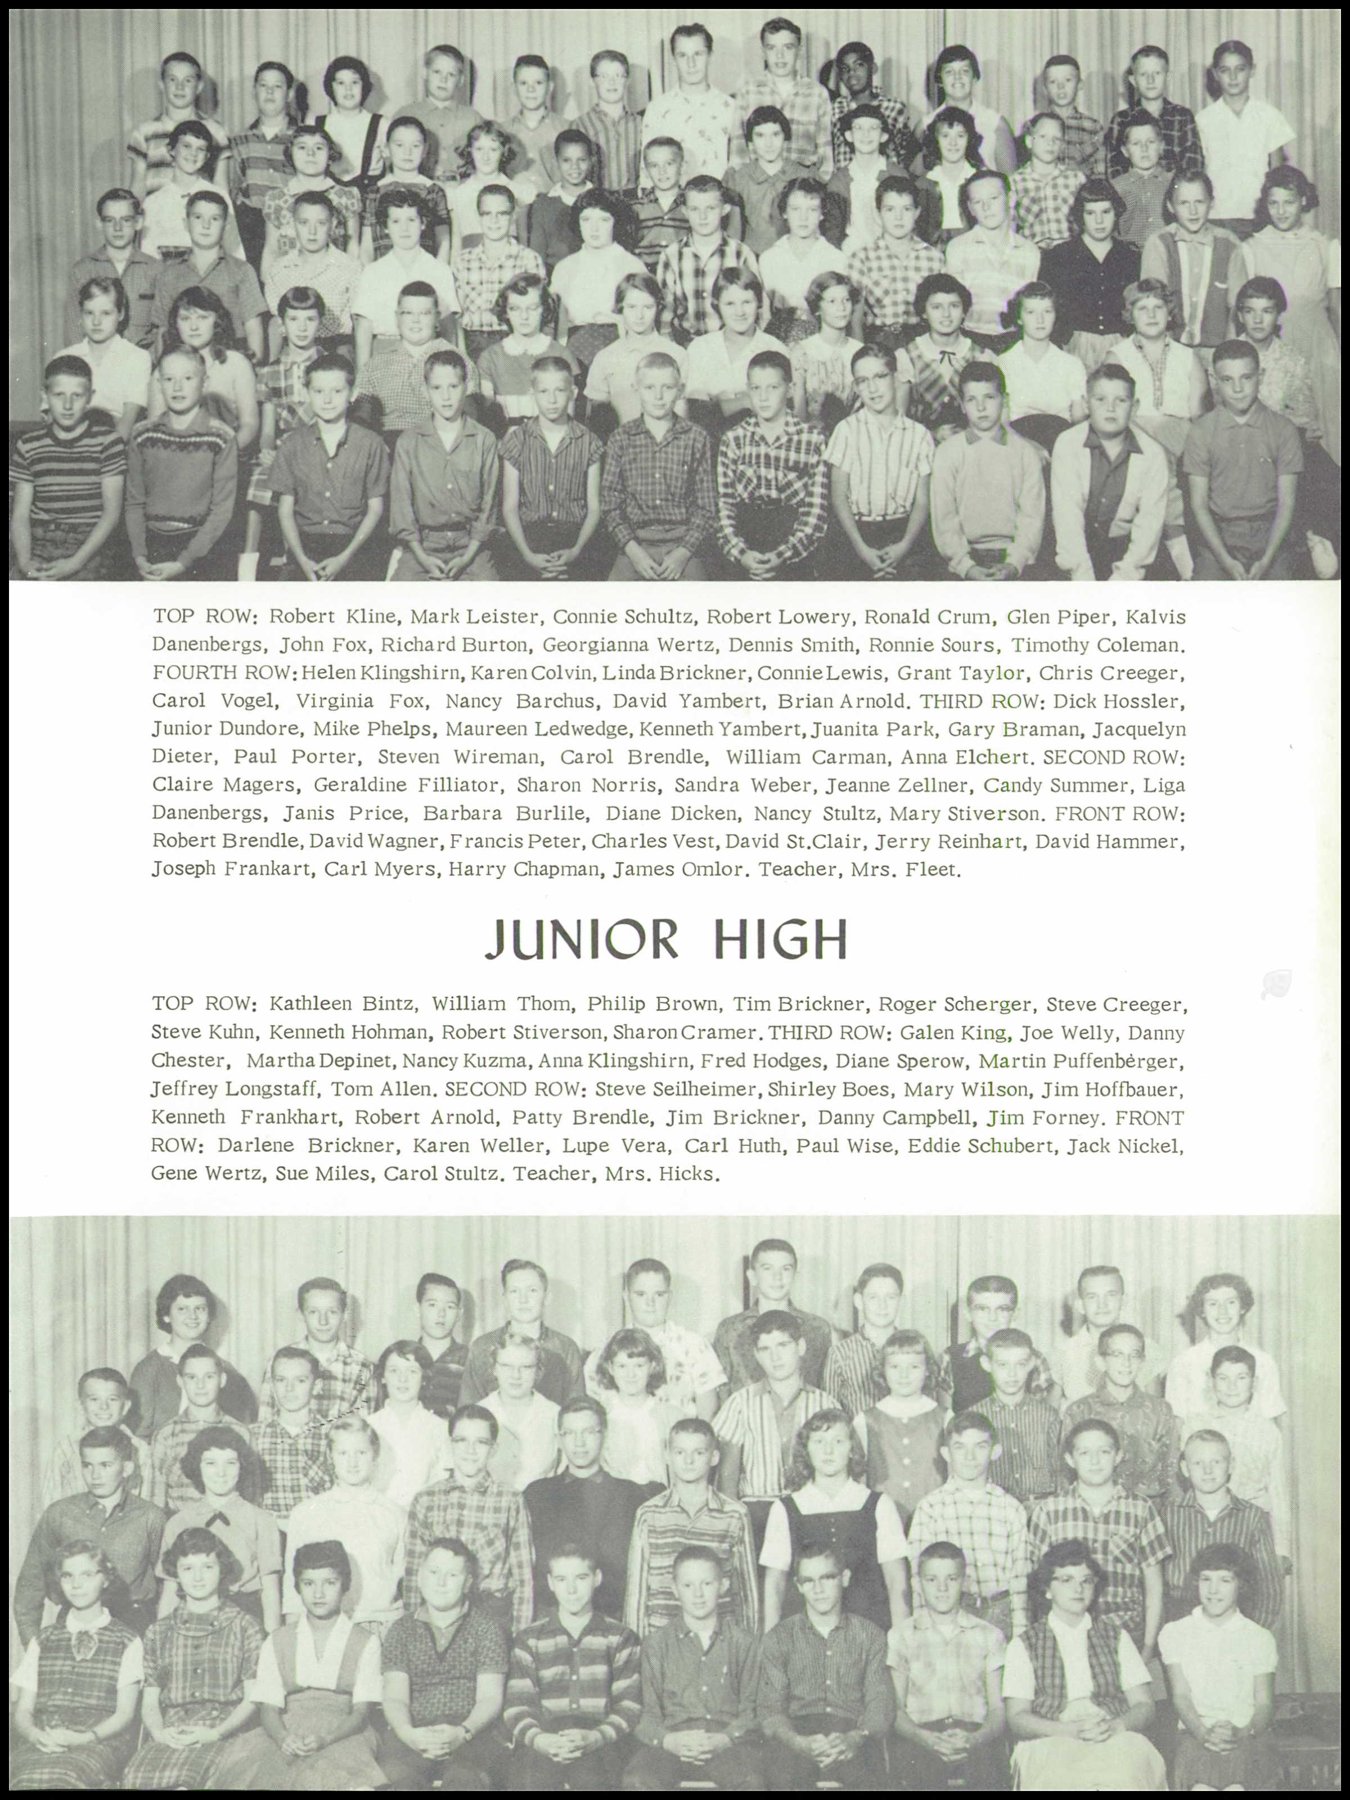 TOP ROW: Robert Kline, Mark Leister, Connie Schultz, Robert Lowery, Ronald Crum, Glen Piper, Kalvis
Danenbergs, John Fox, Richard Burton, Georgianna Wertz, Dennis Smith, Ronnie Sours, Timothy Coleman.
FOURTH ROW: Helen Klingshirn, Karen Colvin, Linda Brickner, Connie Lewis, Grant Taylor, Chris Creeger,
Carol Vogel, Virginia Fox, Nancy Barchus, David Yambert, Brian Arnold. THIRD ROW: Dick Hossler,
Junior Dundore, Mike Phelps, Maureen Ledwedge, Kenneth Yambert, Juanita Park, Gary Braman, Jacquelyn
Dieter, Paul Porter, Steven Wireman, Carol Brendle, William Carman, Anna Elchert. SECOND ROW:
Claire Magers, Geraldine Filliator, Sharon Norris, Sandra Weber, Jeanne Zellner, Candy Summer, Liga
Danenbergs, Janis Price, Barbara Burlile, Diane Dicken, Nancy Stultz, Mary Stiverson. FRONT ROW:
Robert Brendle, David Wagner, Francis Peter, Charles Vest, David St.Clair, Jerry Reinhart, David Hammer,
Joseph Frankart, Carl Myers, Harry Chapman, James Omlor. Teacher, Mrs. Fleet.
JUNIOR HIGH
TOP ROW: Kathleen Bintz, William Thom, Philip Brown, Tim Brickner, Roger Scherger, Steve Creeger,
Steve Kuhn, Kenneth Hohman, Robert Stiverson, Sharon Cramer. THIRD ROW: Galen King, Joe Welly, Danny
Chester, Martha Depinet, Nancy Kuzma, Anna Klingshirn, Fred Hodges, Diane Sperow, Martin Puffenberger,
Jeffrey Longstaff, Tom Allen. SECOND ROW: Steve Seilheimer, Shirley Boes, Mary Wilson, Jim Hoffbauer,
Kenneth Frankhart, Robert Arnold, Patty Brendle, Jim Brickner, Danny Campbell, Jim Forney. FRONT
ROW: Darlene Brickner, Karen Weller, Lupe Vera, Carl Huth, Paul Wise, Eddie Schubert, Jack Nickel,
Gene Wertz, Sue Miles, Carol Stultz. Teacher, Mrs. Hicks.